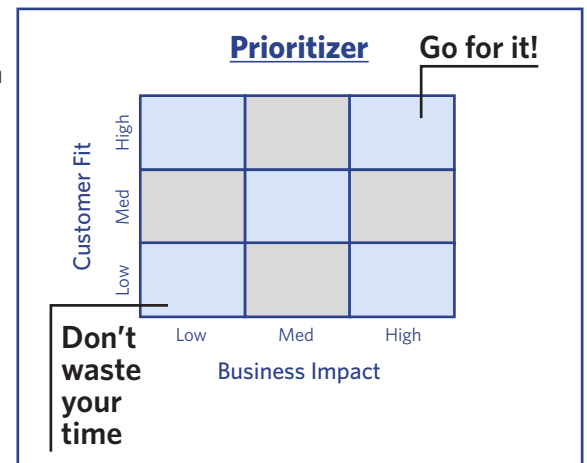 Prioritizer
Go for it!
Customer Fit
High
Med
Low
Low
Med
High
Business Impact
Don't
waste
your
time